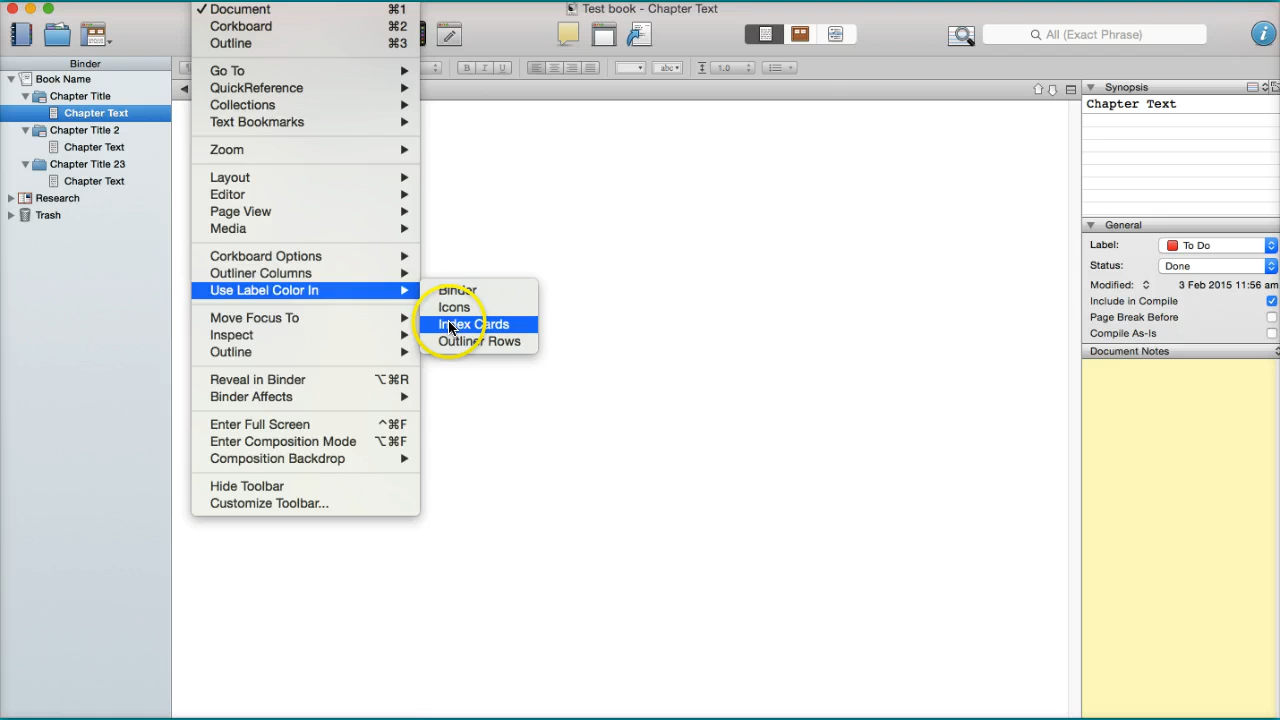 Document ⌘1
Test book - Chapter Text
Corkboard ⌘2
Outline ⌘3
All (Exact Phrase)
B I U
abc
1.0
Binder
Book Name
Chapter Title
Chapter Text
Chapter Title 2
Chapter Text
Chapter Title 23
Chapter Text
Research
Trash
Go To
QuickReference
Collections
Text Bookmarks
Zoom
Layout
Editor
Page View
Media
Corkboard Options
Outliner Columns
Use Label Color In
Move Focus To
Inspect
Outline
Reveal in Binder ⌥⌘R
Binder Affects
Enter Full Screen ^⌘F
Enter Composition Mode ⌥⌘F
Composition Backdrop
Hide Toolbar
Customize Toolbar...
Binder
Icons
Index Cards
Outliner Rows
Synopsis
Chapter Text
General
Label: To Do
Status: Done
Modified: 3 Feb 2015 11:56 am
Include in Compile
Page Break Before
Compile As-Is
Document Notes